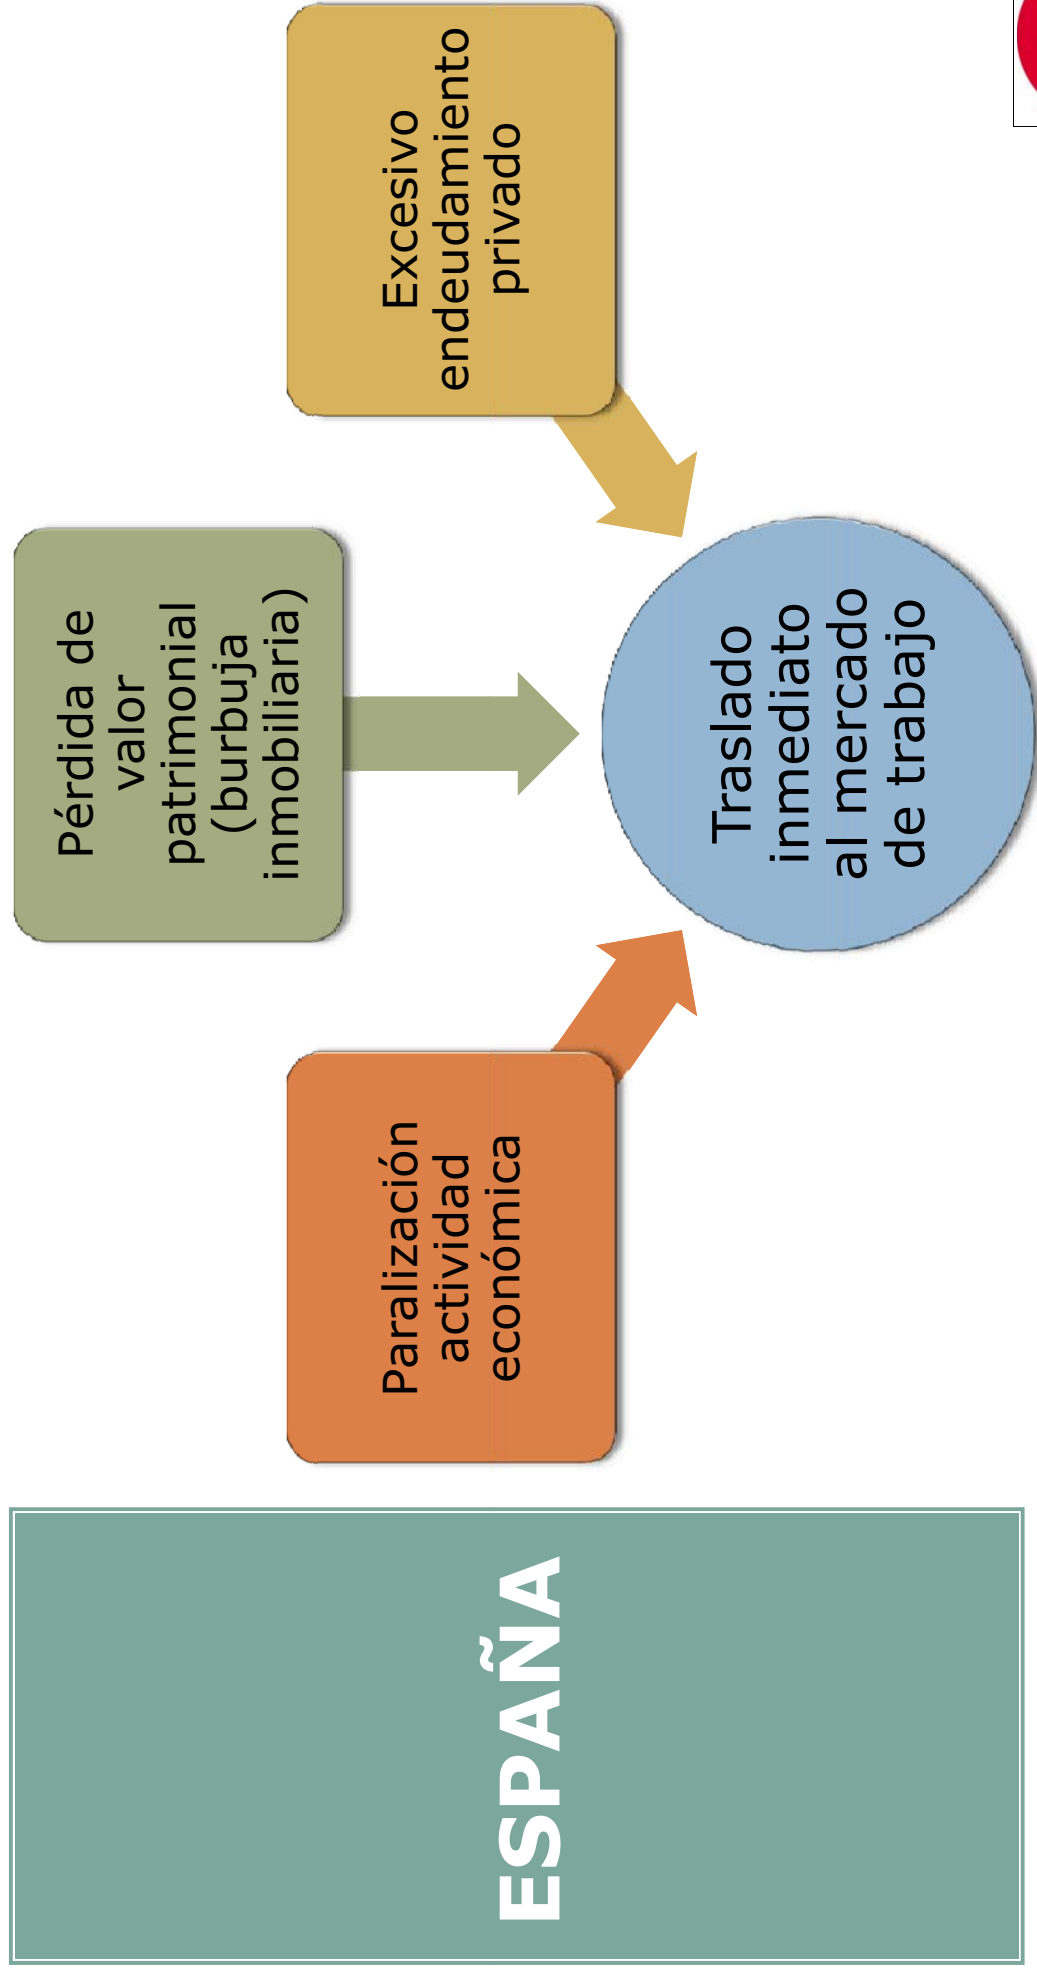 ESPAÑA
Paralización
actividad
económica
Pérdida de
valor
patrimonial
(burbuja
inmobiliaria)
Excesivo
endeudamiento
privado
Traslado
inmediato
al mercado
de trabajo